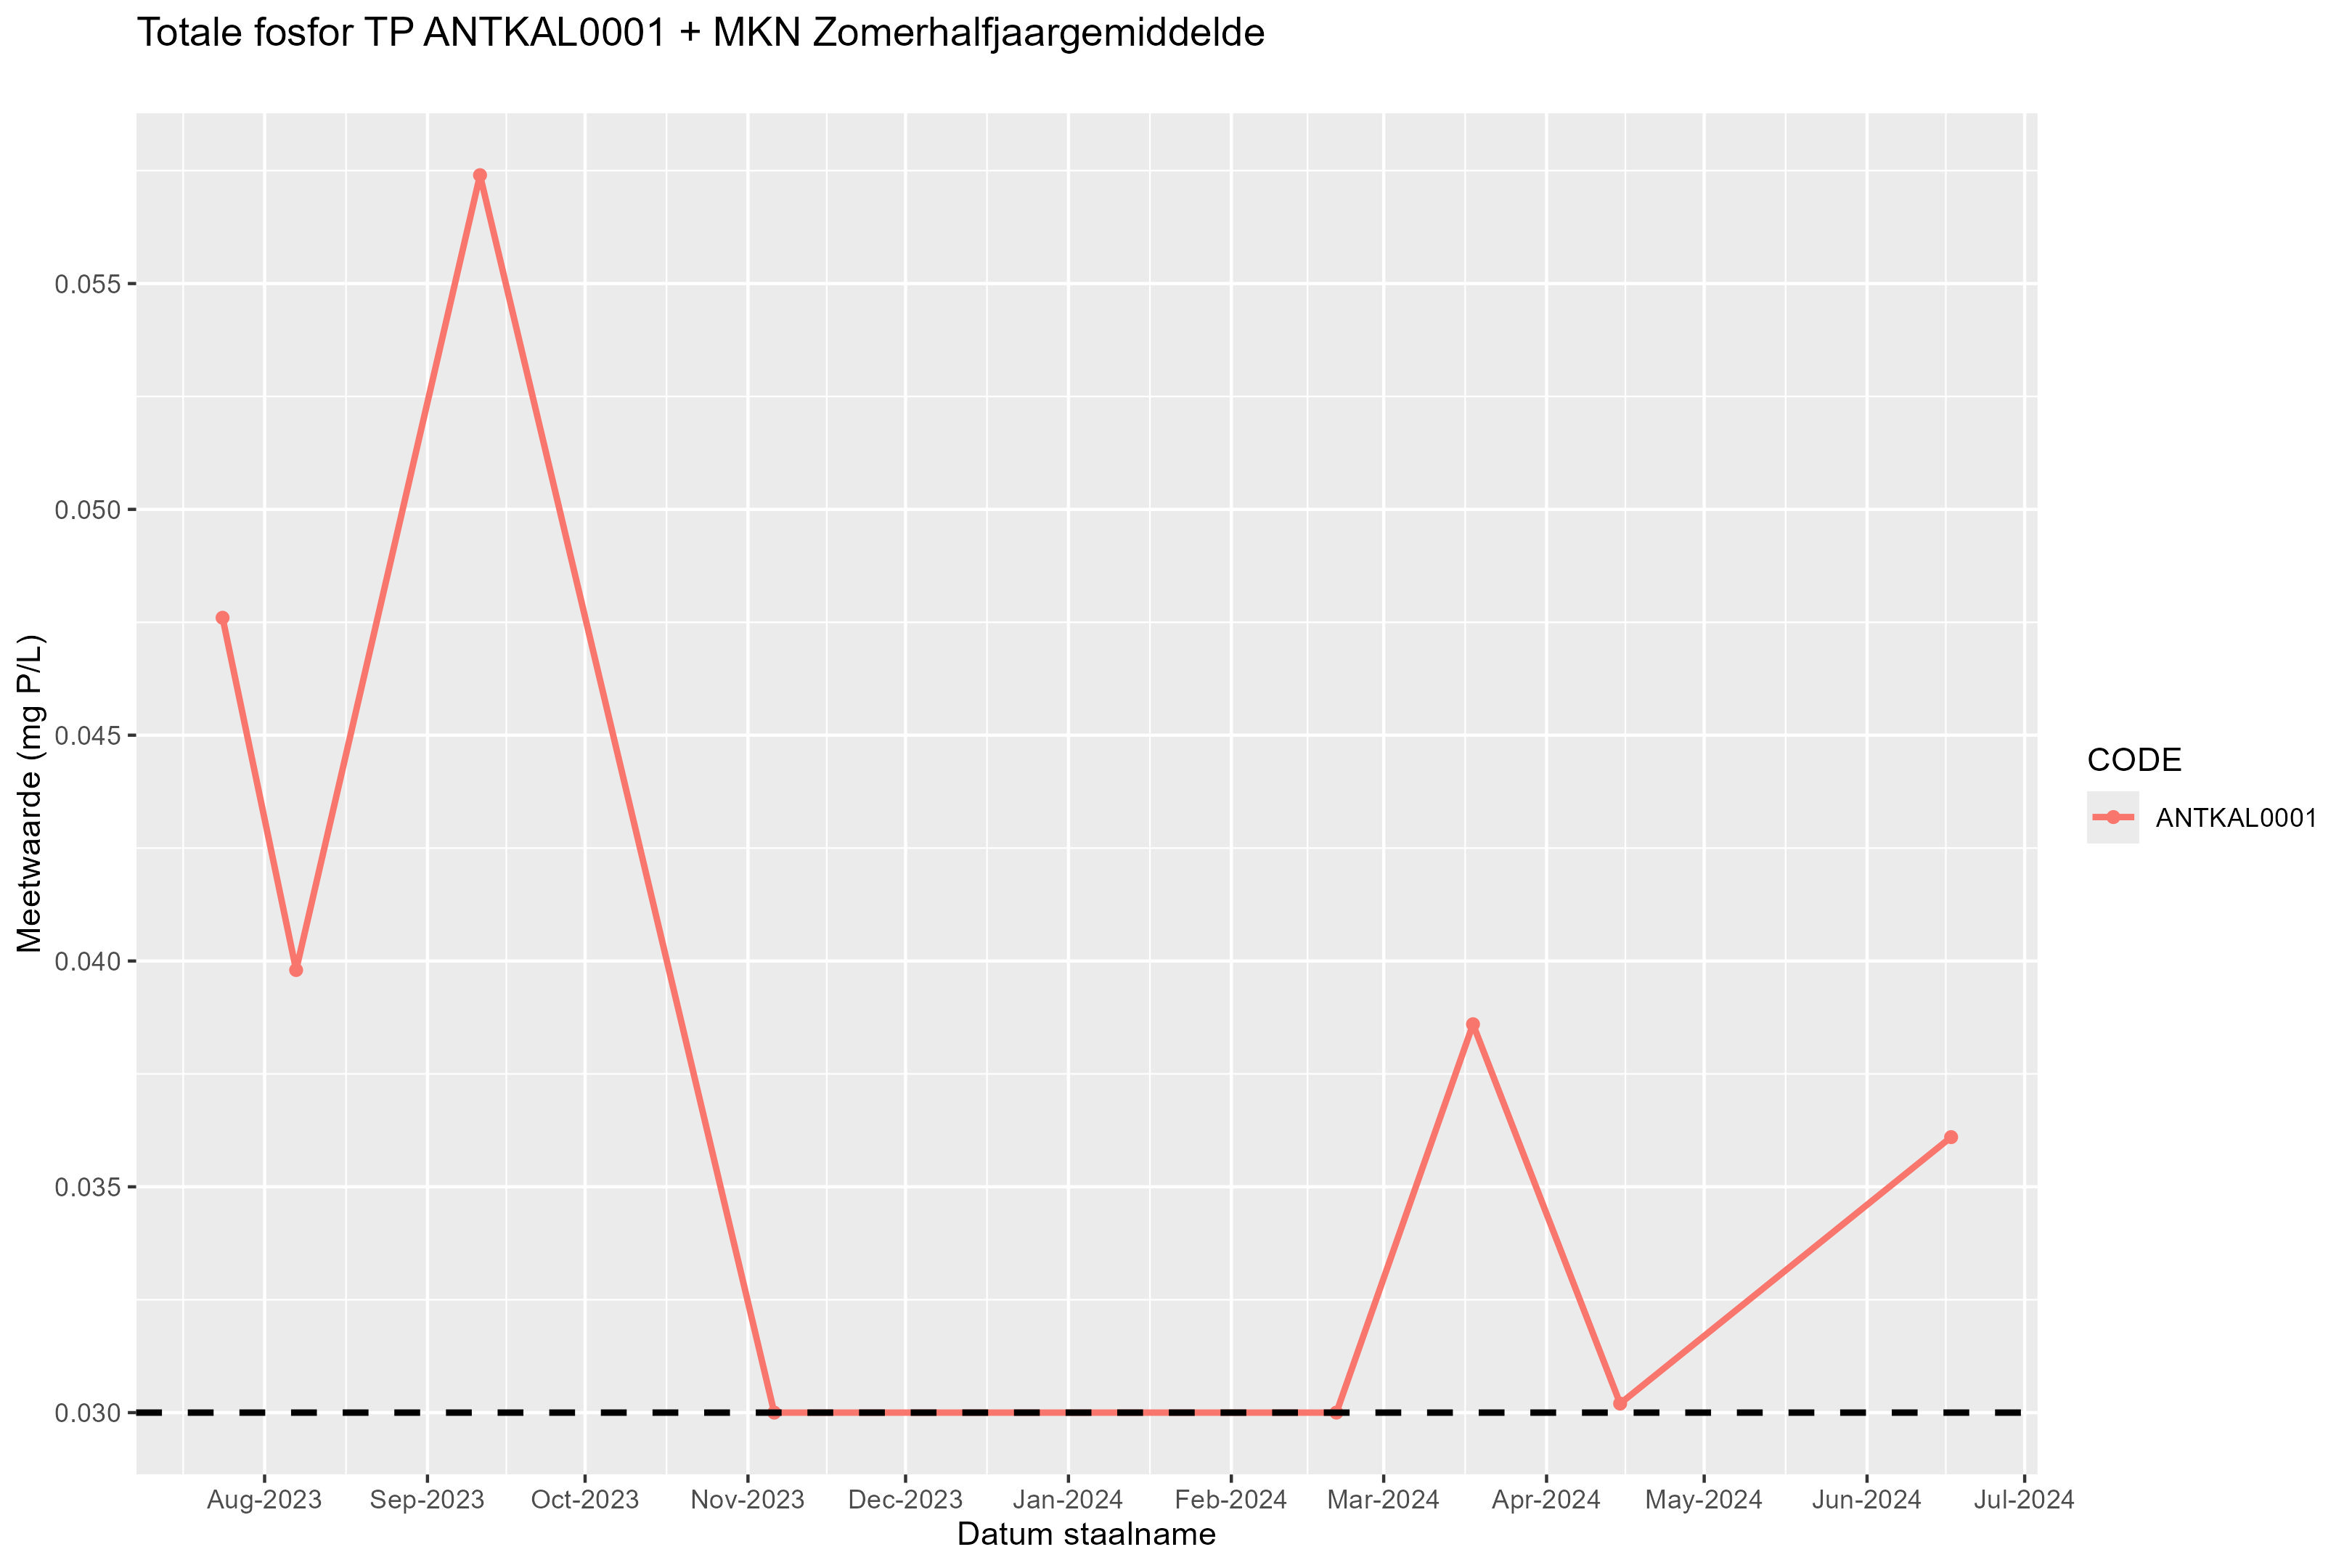 Totale fosfor TP ANTKAL0001 + MKN Zomerhalfjaargemiddelde
Meetwaarde (mg P/L)
0.055
0.050
0.045
0.040
0.035
0.030
Aug-2023 Sep-2023 Oct-2023 Nov-2023 Dec-2023 Jan-2024 Feb-2024 Mar-2024 Apr-2024 May-2024 Jun-2024 Jul-2024
Datum staalname
CODE
ANTKAL0001